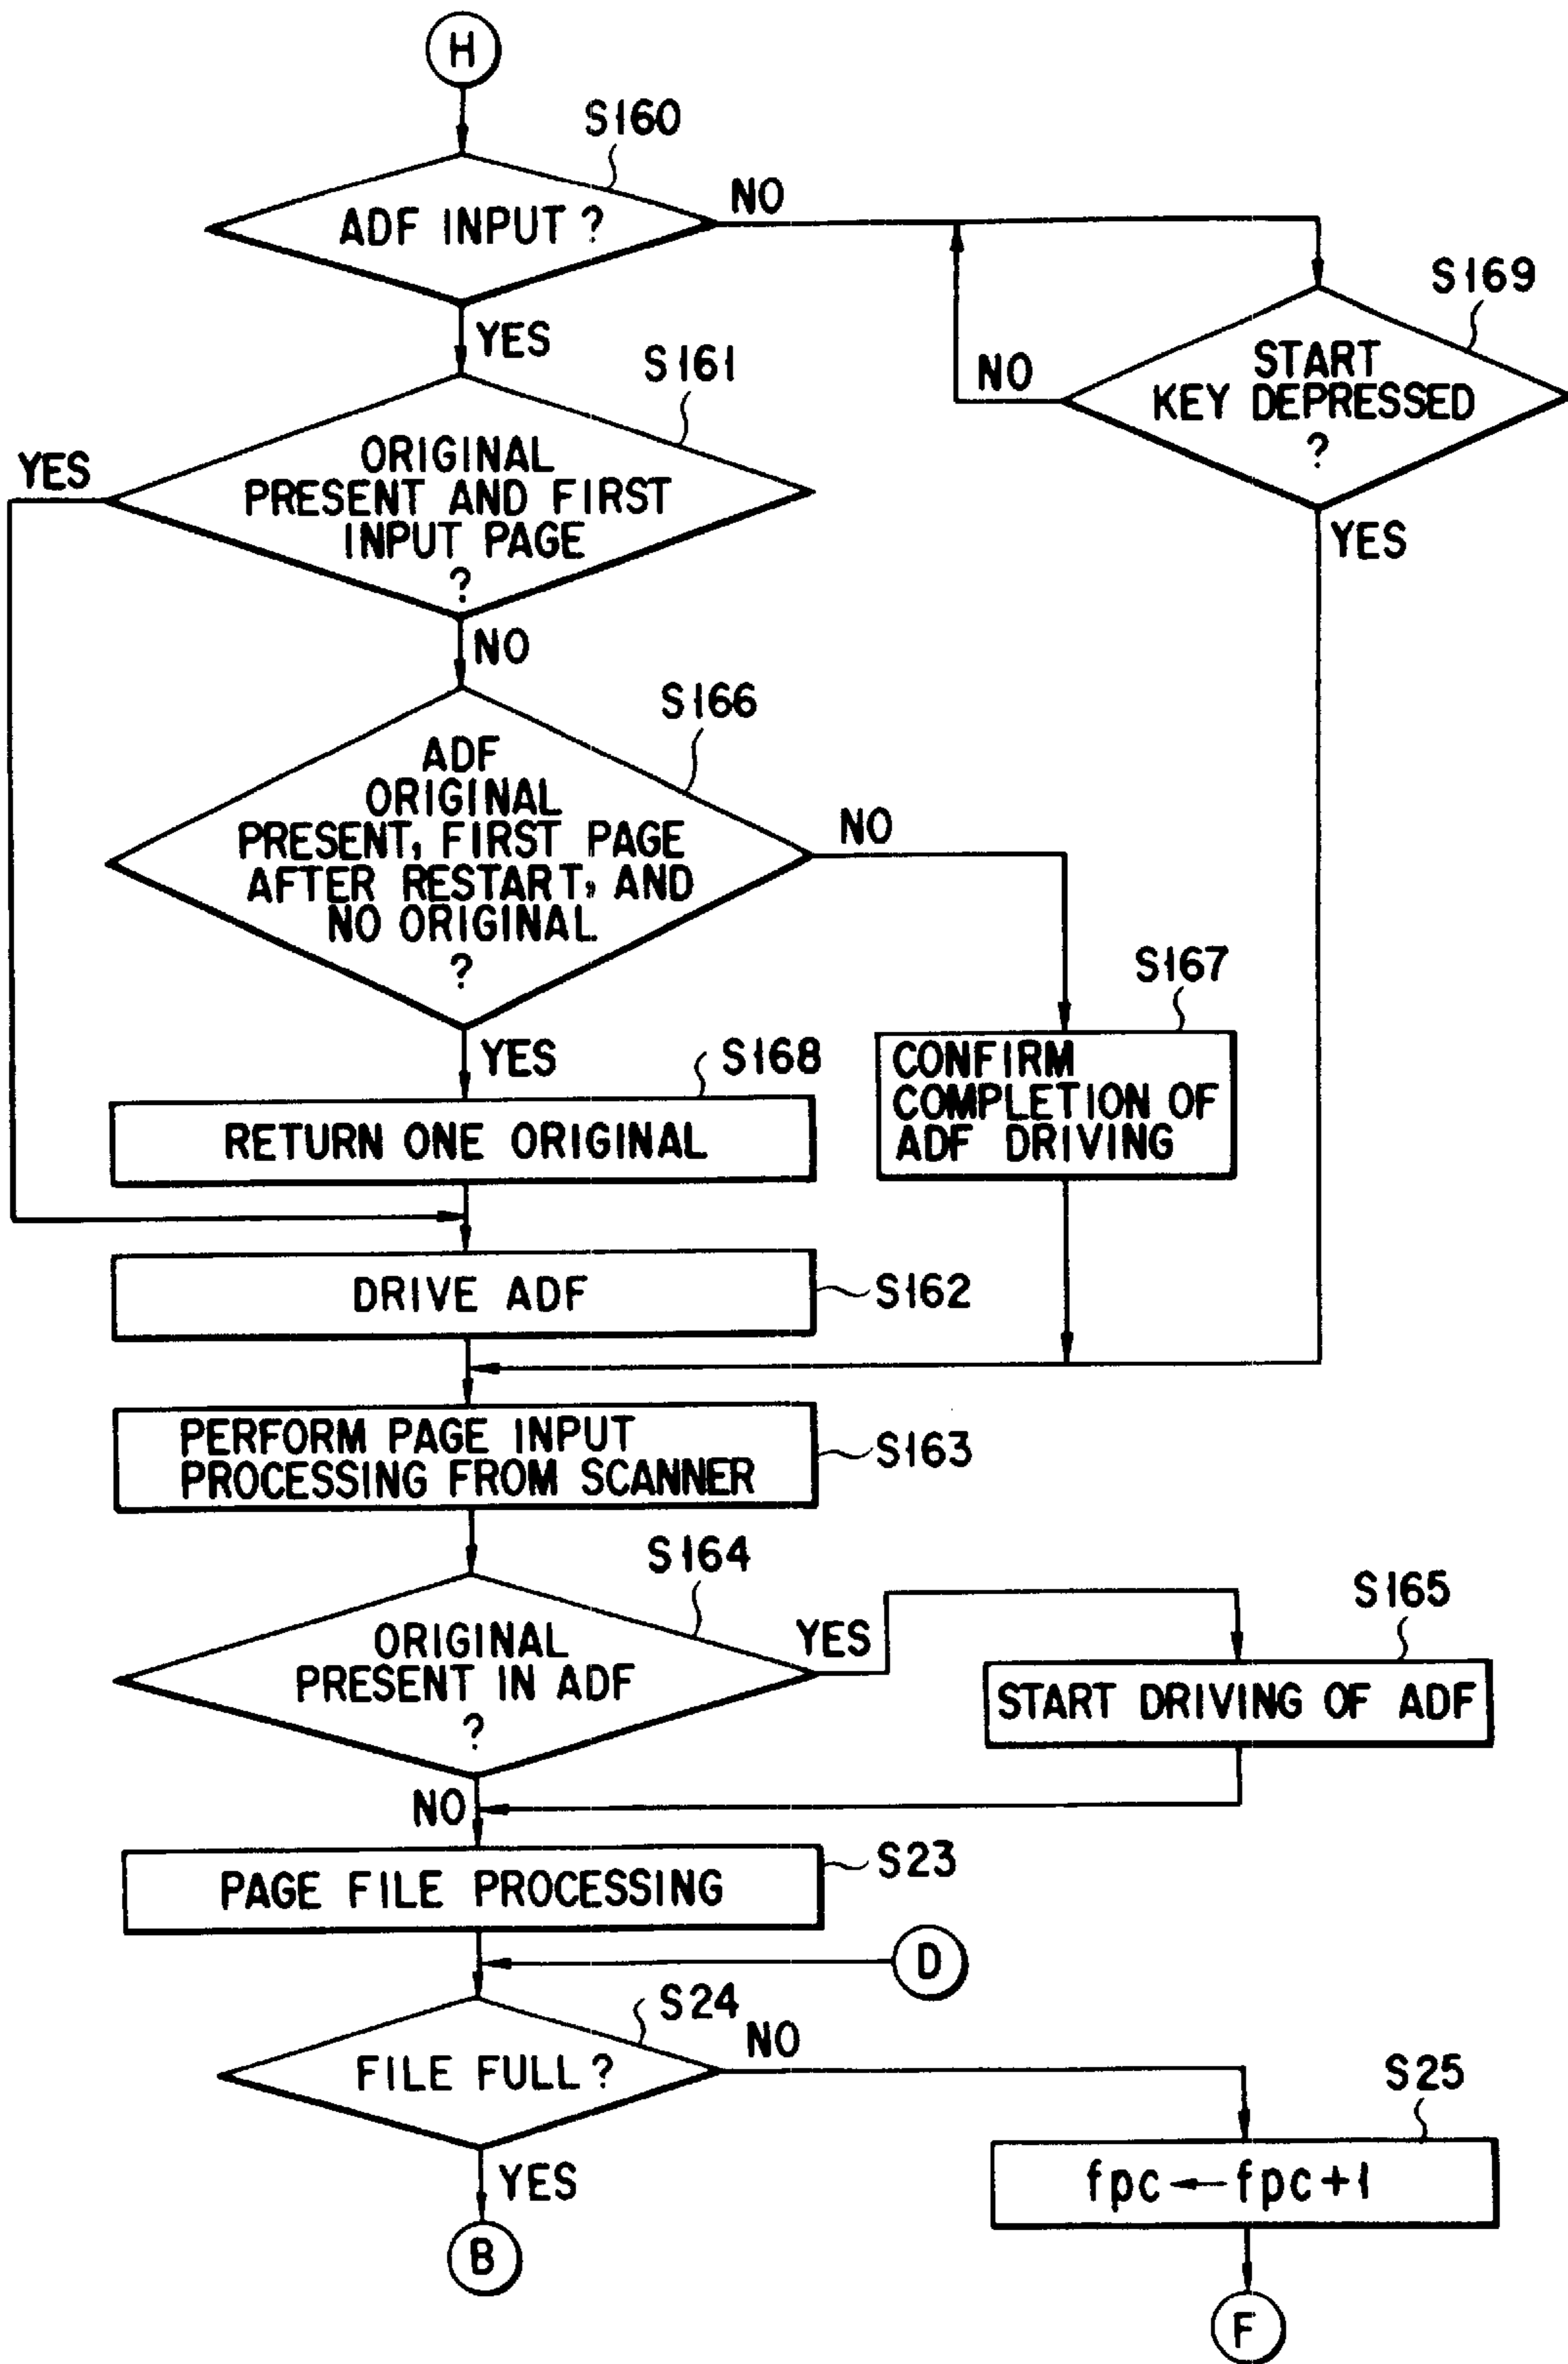 H
S160
ADF INPUT ?
NO
YES
S169
START
KEY DEPRESSED
?
NO
YES
S161
ORIGINAL
PRESENT AND FIRST
INPUT PAGE
?
YES
NO
S166
ADF
ORIGINAL
PRESENT, FIRST PAGE
AFTER RESTART, AND
NO ORIGINAL
?
NO
YES
S167
CONFIRM
COMPLETION OF
ADF DRIVING
S168
RETURN ONE ORIGINAL
DRIVE ADF
S162
PERFORM PAGE INPUT
PROCESSING FROM SCANNER
S163
S164
ORIGINAL
PRESENT IN ADF
?
YES
S165
START DRIVING OF ADF
NO
PAGE FILE PROCESSING
S23
D
S24
FILE FULL ?
NO
YES
S25
fpc ← fpc+1
B
F